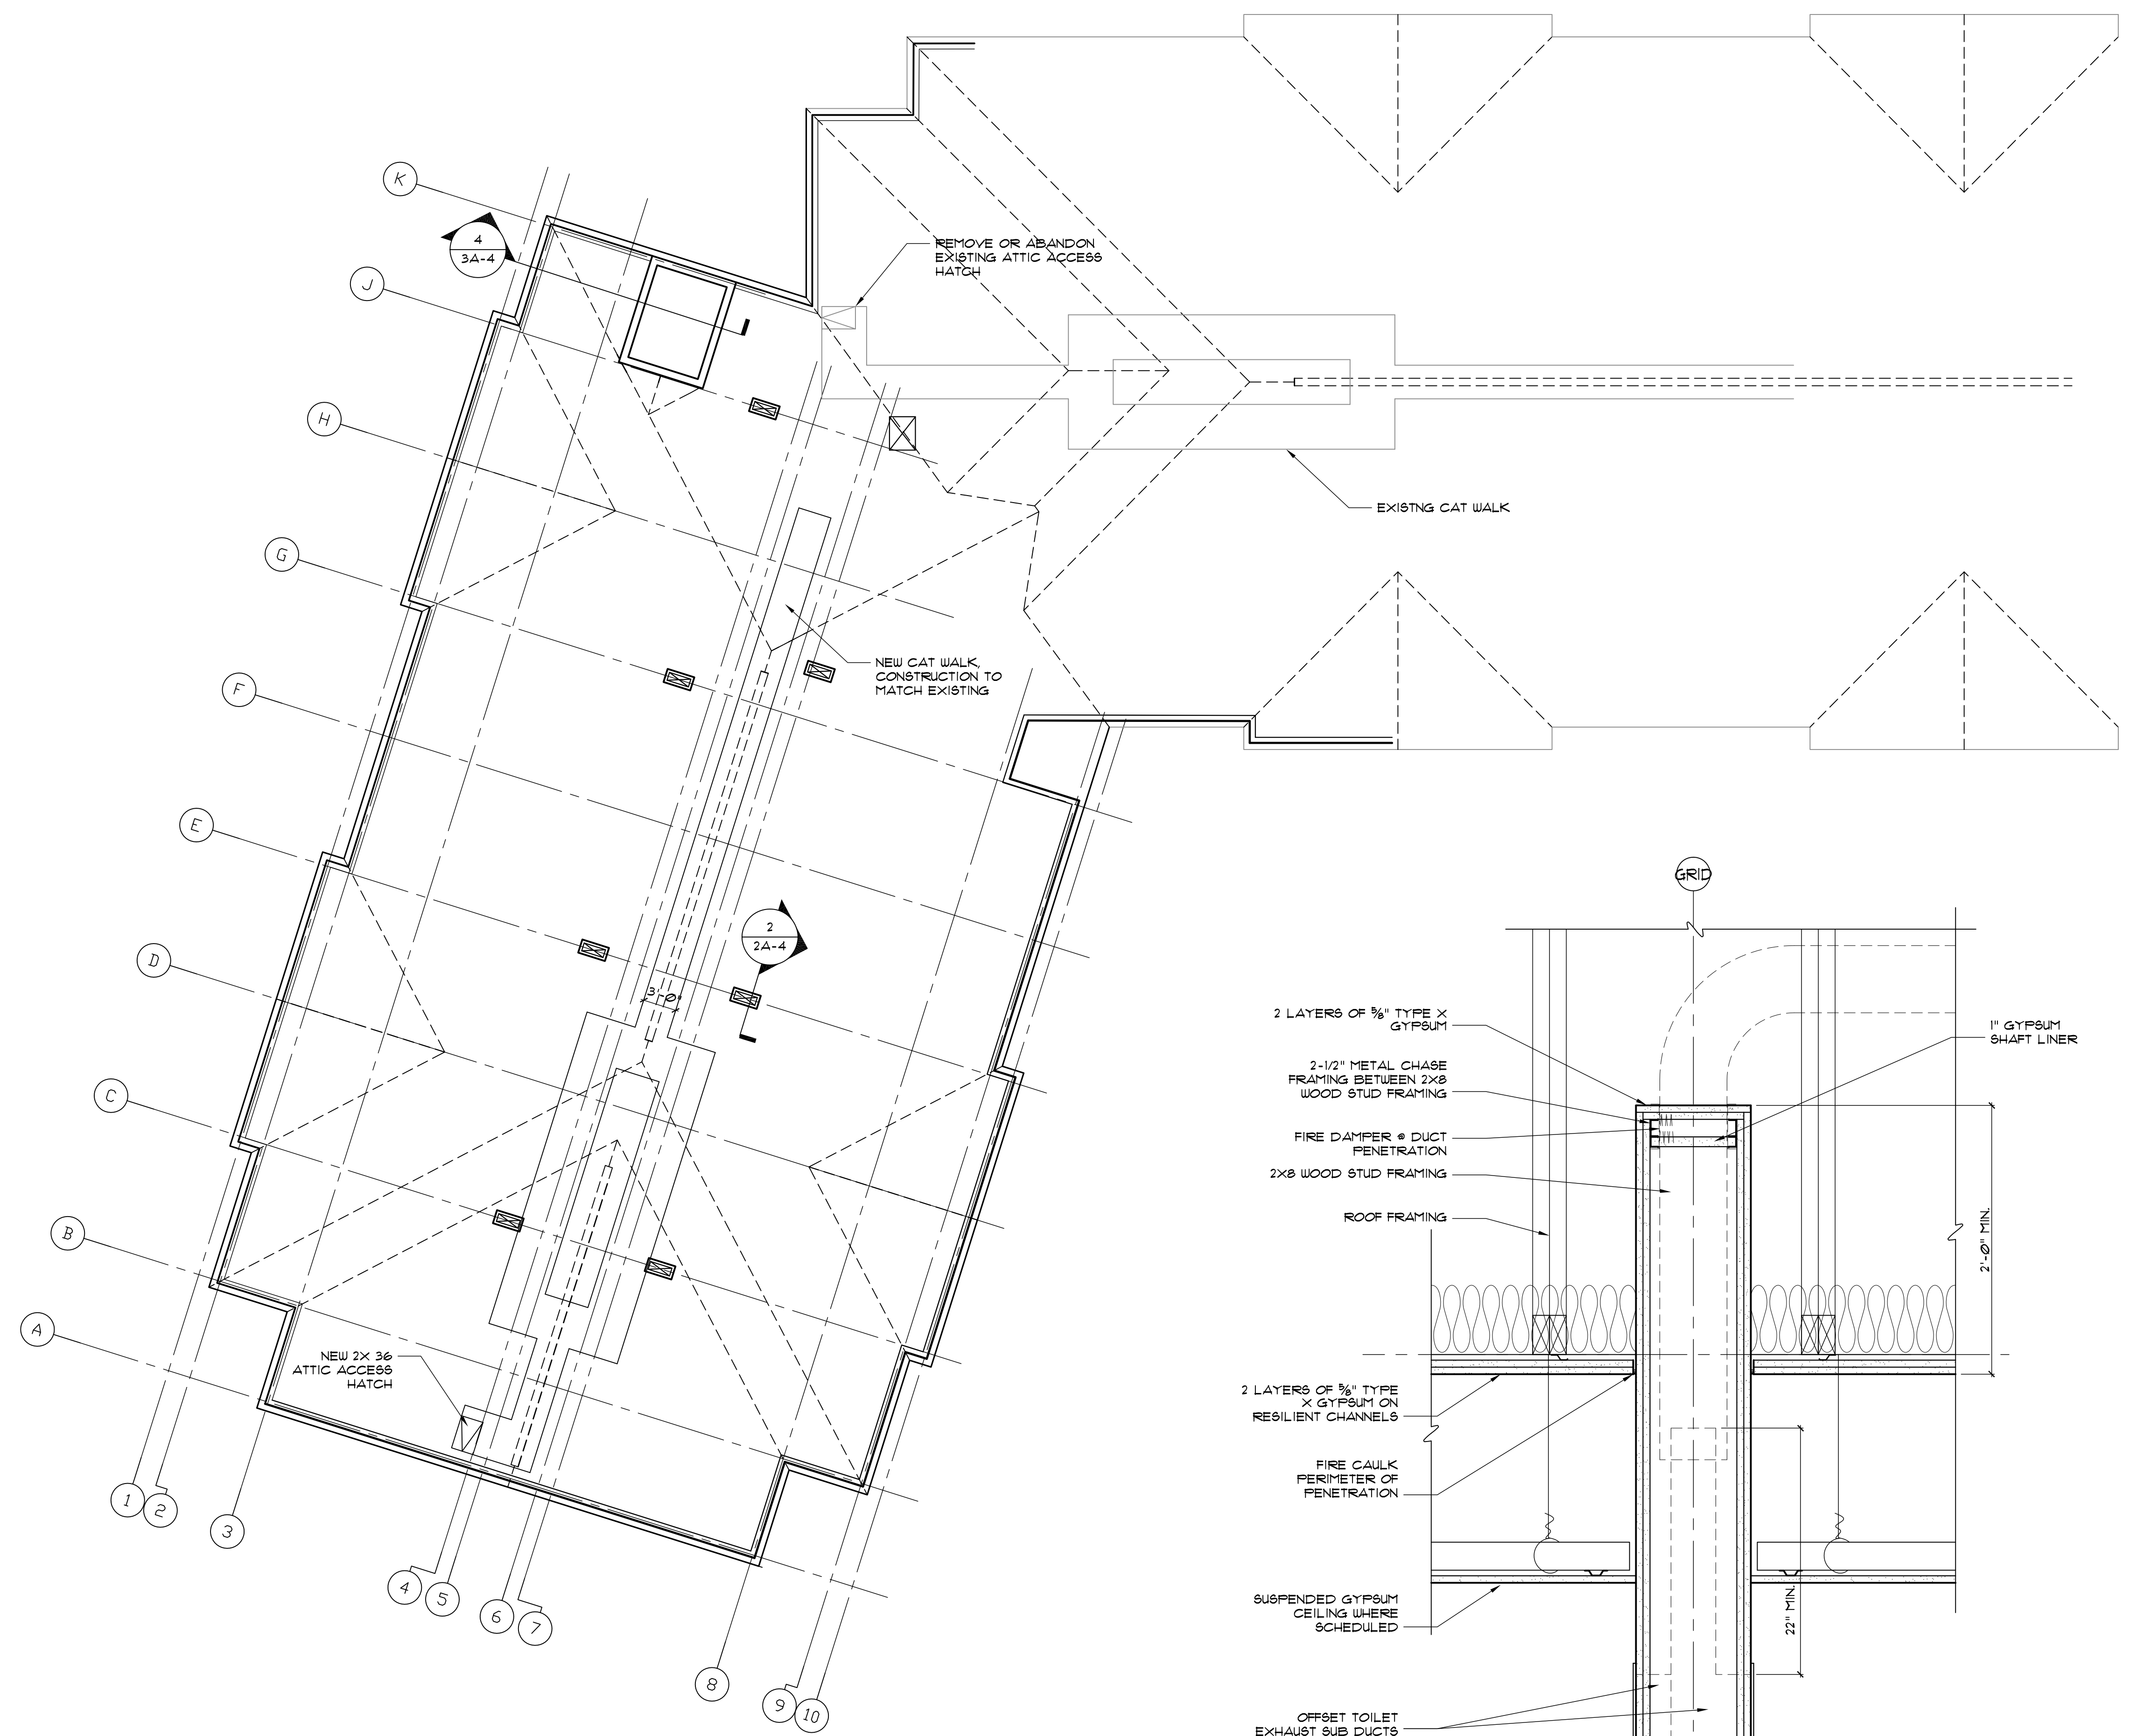 K
4
3A-4
J
REMOVE OR ABANDON
EXISTING ATTIC ACCESS
HATCH
H
EXISTNG CAT WALK
G
NEW CAT WALK,
CONSTRUCTION TO
MATCH EXISTING
F
E
2
2A-4
D
3'-0"
C
B
A
NEW 2X 36
ATTIC ACCESS
HATCH
1
2
3
4
5
6
7
8
9
10
GRID
2 LAYERS OF 5/8" TYPE X
GYPSUM
1" GYPSUM
SHAFT LINER
2-1/2" METAL CHASE
FRAMING BETWEEN 2X8
WOOD STUD FRAMING
FIRE DAMPER @ DUCT
PENETRATION
2X8 WOOD STUD FRAMING
ROOF FRAMING
2'-0" MIN.
2 LAYERS OF 5/8" TYPE
X GYPSUM ON
RESILIENT CHANNELS
FIRE CAULK
PERIMETER OF
PENETRATION
SUSPENDED GYPSUM
CEILING WHERE
SCHEDULED
22" MIN.
OFFSET TOILET
EXHAUST SUB DUCTS